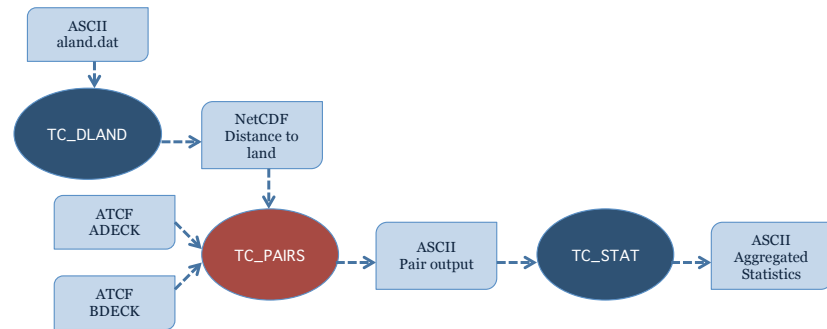 ASCII
aland.dat
TC_DLAND
NetCDF
Distance to
land
ATCF
ADECK
TC_PAIRS
ASCII
Pair output
TC_STAT
ASCII
Aggregated
Statistics
ATCF
BDECK